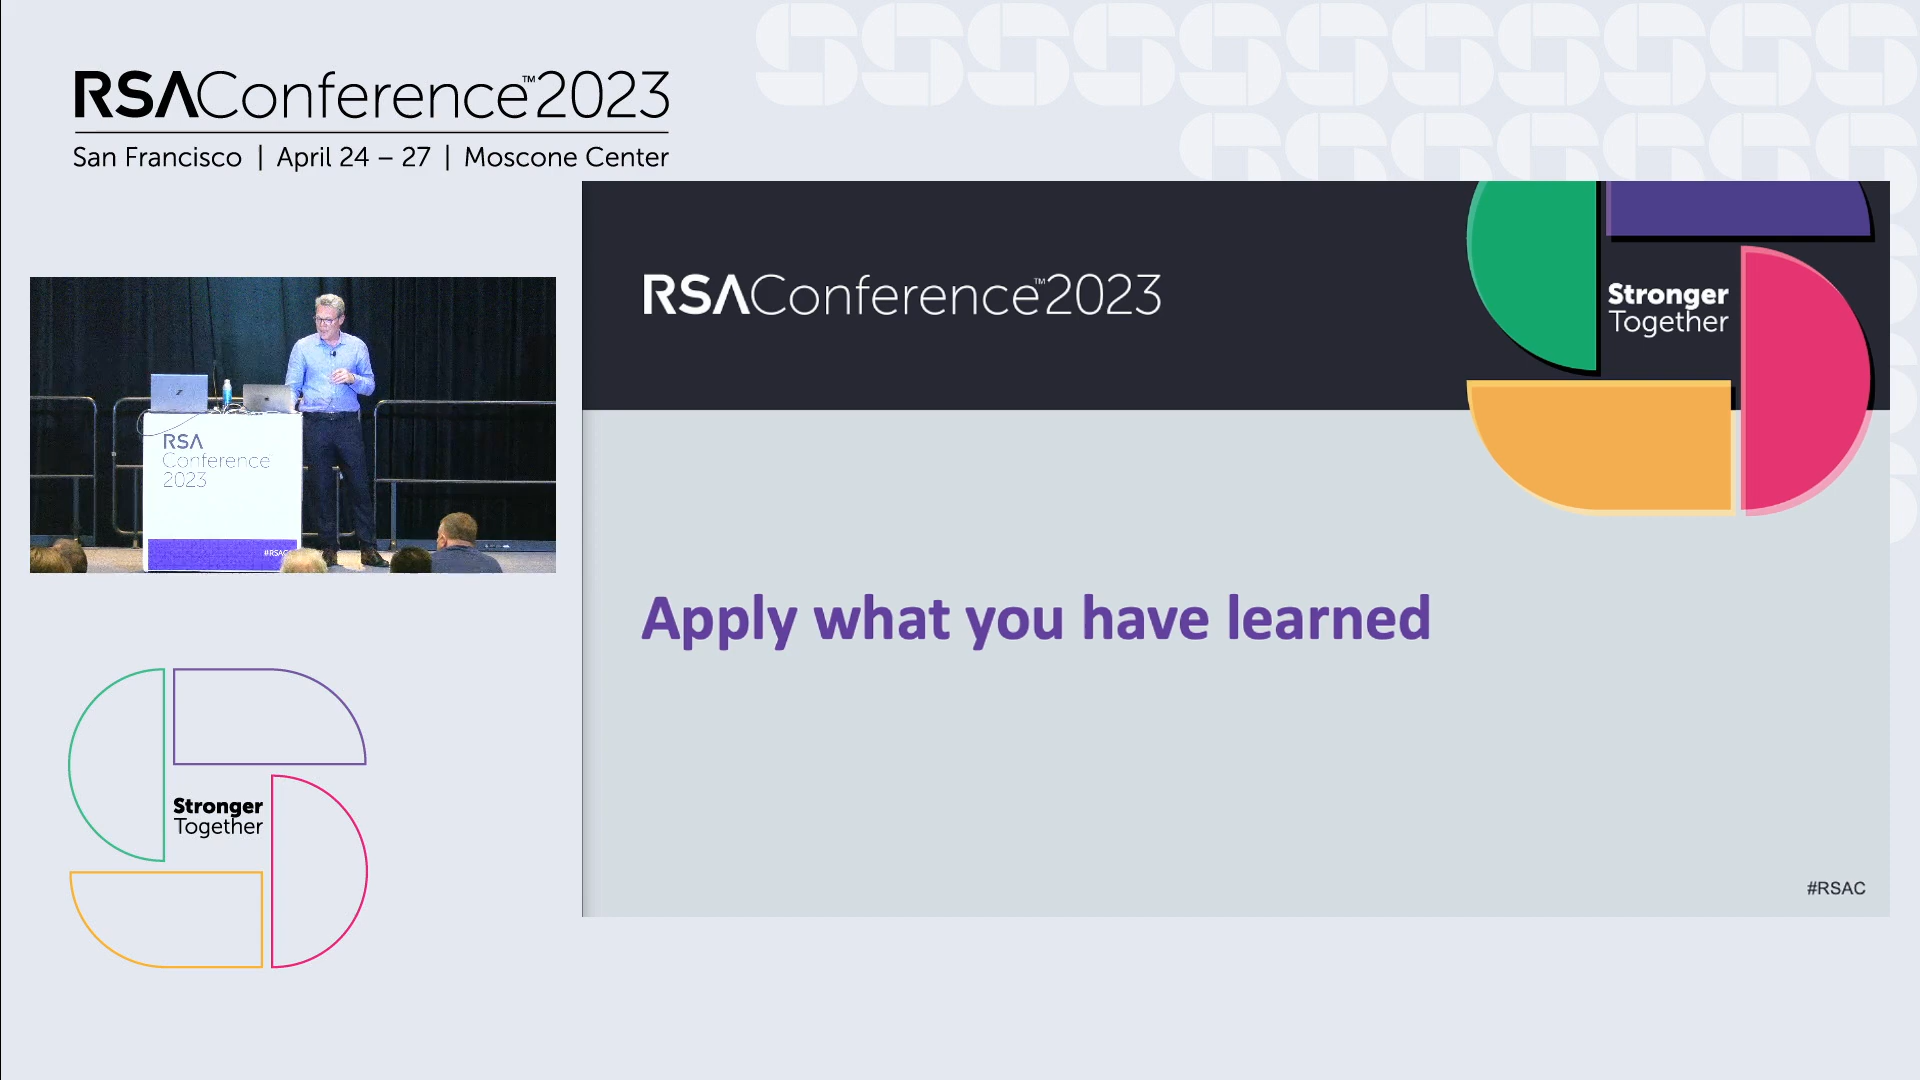 RSAConference™2023
San Francisco | April 24 – 27 | Moscone Center
RSAConference™2023
Stronger
Together
RSA
Conference
2023
#RSAC
Apply what you have learned
Stronger
Together
#RSAC